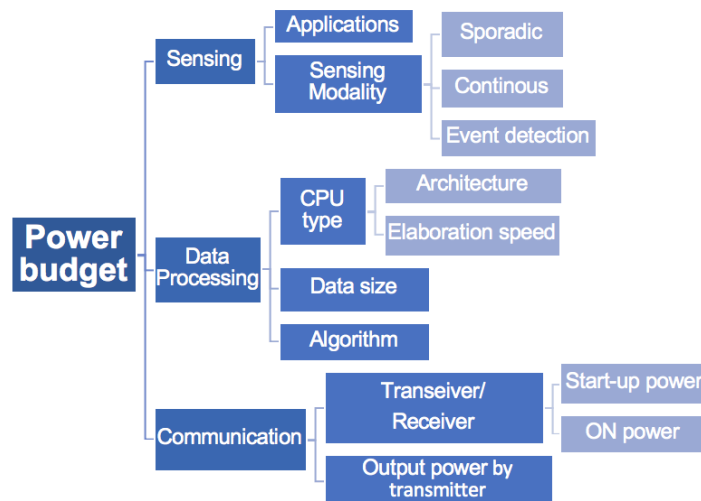 Power
budget
Sensing
Applications
Sensing
Modality
Sporadic
Continous
Event detection
Data
Processing
CPU
type
Architecture
Elaboration speed
Data size
Algorithm
Communication
Transeiver/
Receiver
Start-up power
ON power
Output power by
transmitter